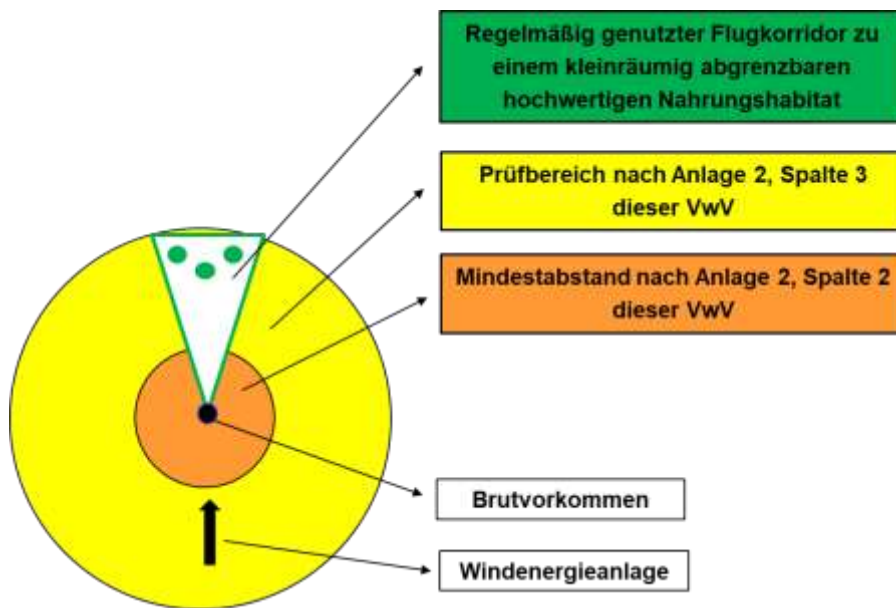 Regelmäßig genutzter Flugkorridor zu
einem kleinräumig abgrenzbaren
hochwertigen Nahrungshabitat
Prüfbereich nach Anlage 2, Spalte 3
dieser VwV
Mindestabstand nach Anlage 2, Spalte 2
dieser VwV
Brutvorkommen
Windenergieanlage